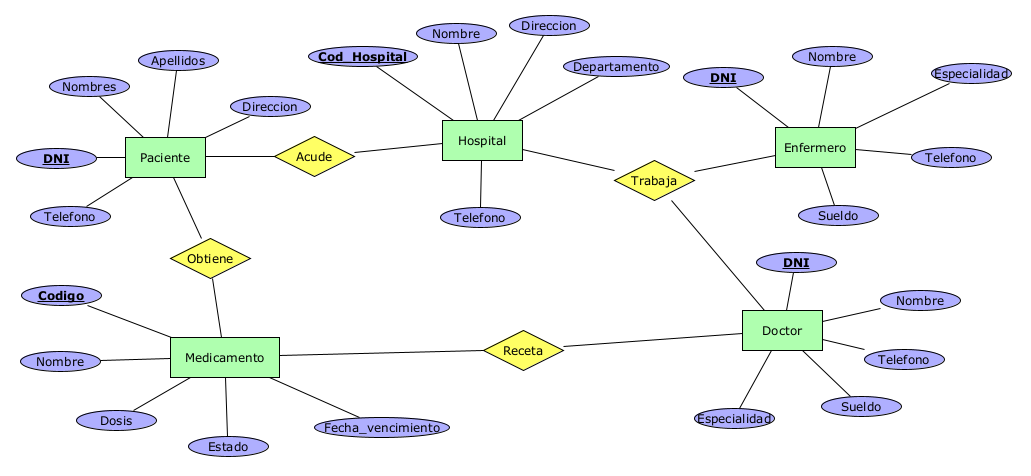 Direccion
Nombre
Cod_Hospital
Nombre
Apellidos
Departamento
Especialidad
DNI
Nombres
Direccion
Hospital
Enfermero
Paciente
Acude
DNI
Telefono
Trabaja
Telefono
Telefono
Sueldo
Obtiene
DNI
Codigo
Nombre
Doctor
Receta
Medicamento
Nombre
Telefono
Sueldo
Especialidad
Dosis
Fecha_vencimiento
Estado